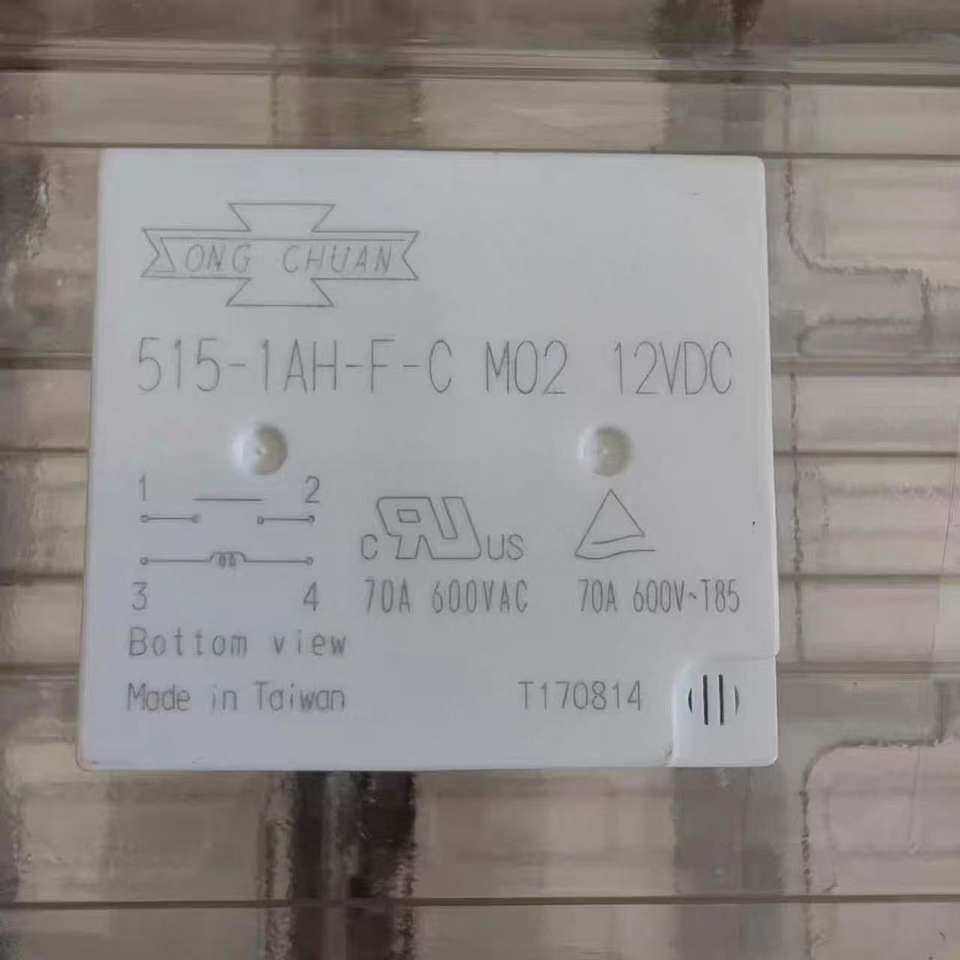 SONG CHUAN
515-1AH-F-C M02 12VDC
1 2
3 4
Bottom view
c RU US
70A 600VAC
70A 600V~T85
Made in Taiwan
T170814